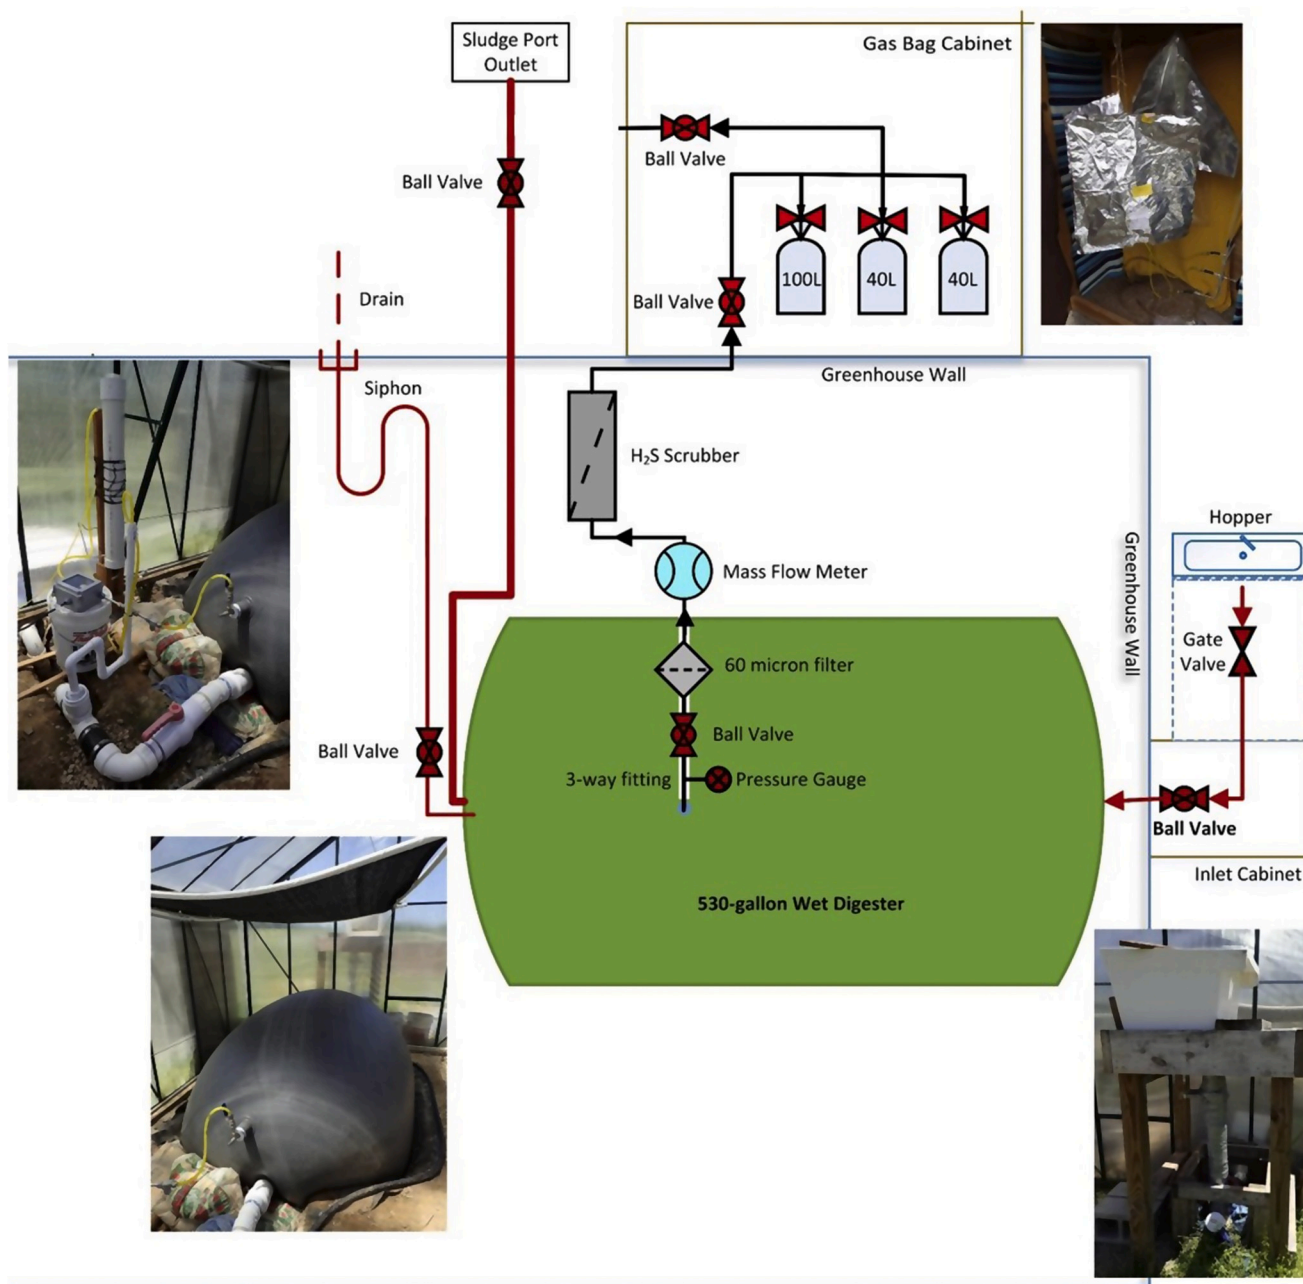 Sludge Port
Outlet
Gas Bag Cabinet
Ball Valve
Ball Valve
100L
40L
40L
Ball Valve
Drain
Greenhouse Wall
Siphon
H₂S Scrubber
Hopper
Greenhouse Wall
Mass Flow Meter
Gate
Valve
60 micron filter
Ball Valve
Ball Valve
3-way fitting
Pressure Gauge
Ball Valve
Inlet Cabinet
530-gallon Wet Digester